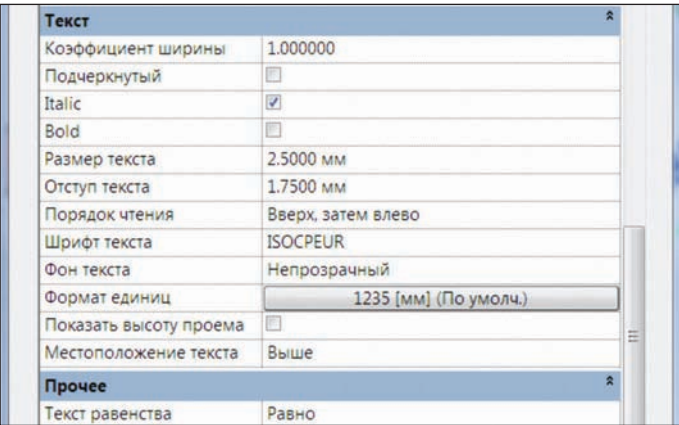 Текст
Коэффициент ширины 1.000000
Подчеркнутый
Italic
Bold
Размер текста 2.5000 мм
Отступ текста 1.7500 мм
Порядок чтения Вверх, затем влево
Шрифт текста ISOCPEUR
Фон текста Непрозрачный
Формат единиц 1235 [мм] (По умолч.)
Показать высоту проема
Местоположение текста Выше
Прочее
Текст равенства Равно